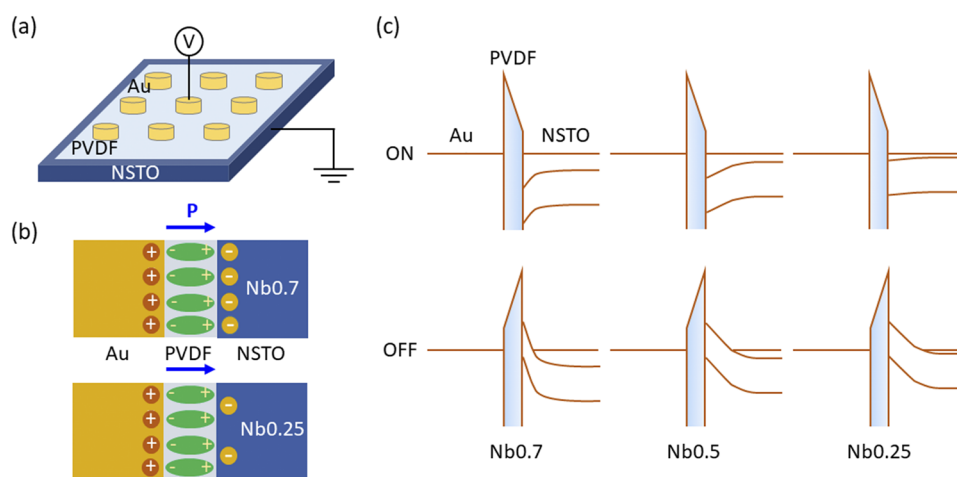 (a)
V
Au
PVDF
NSTO
(b)
P
+ - + -
+ - + -
+ - + -
+ - + -
Nb0.7
Au PVDF NSTO
+ - + -
+ - +
+ - + -
+ - +
Nb0.25
(c)
PVDF
Au NSTO
ON
OFF
Nb0.7 Nb0.5 Nb0.25